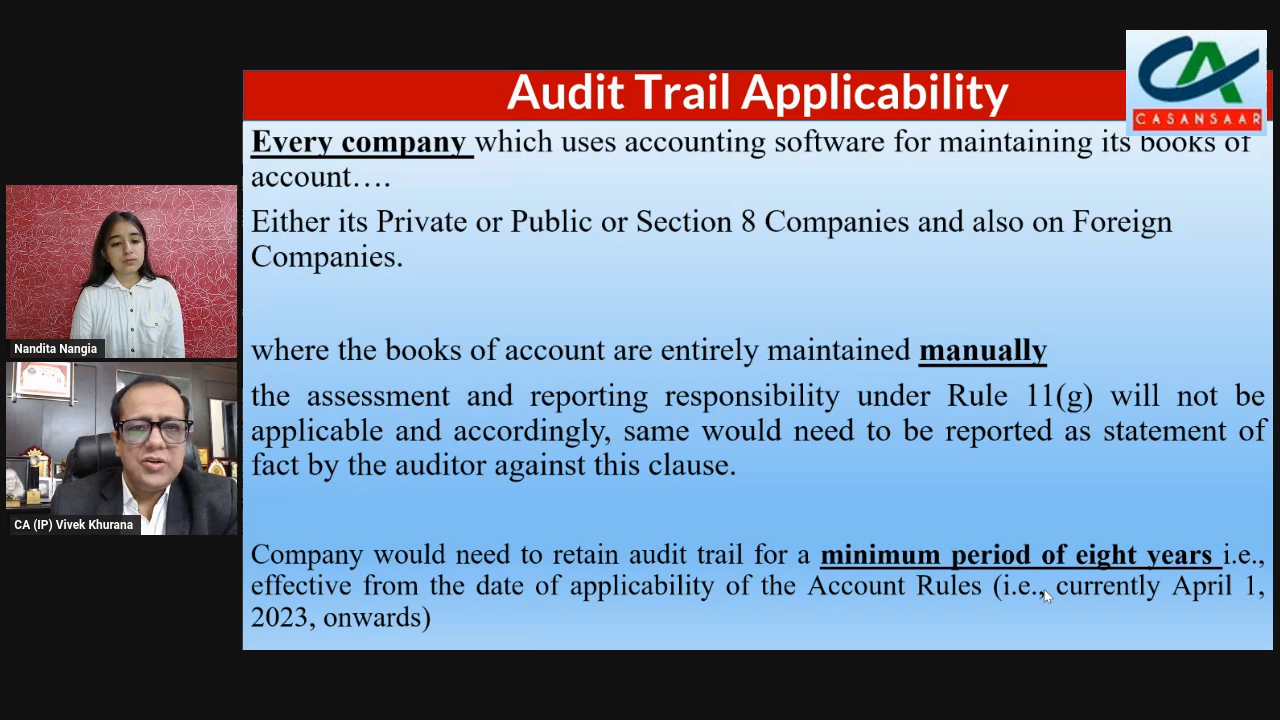 Audit Trail Applicability
CASANSAAR
Every company which uses accounting software for maintaining its books of
account….
Either its Private or Public or Section 8 Companies and also on Foreign
Companies.
where the books of account are entirely maintained manually
the assessment and reporting responsibility under Rule 11(g) will not be
applicable and accordingly, same would need to be reported as statement of
fact by the auditor against this clause.
Company would need to retain audit trail for a minimum period of eight years i.e.,
effective from the date of applicability of the Account Rules (i.e., currently April 1,
2023, onwards)
Nandita Nangia
CA (IP) Vivek Khurana